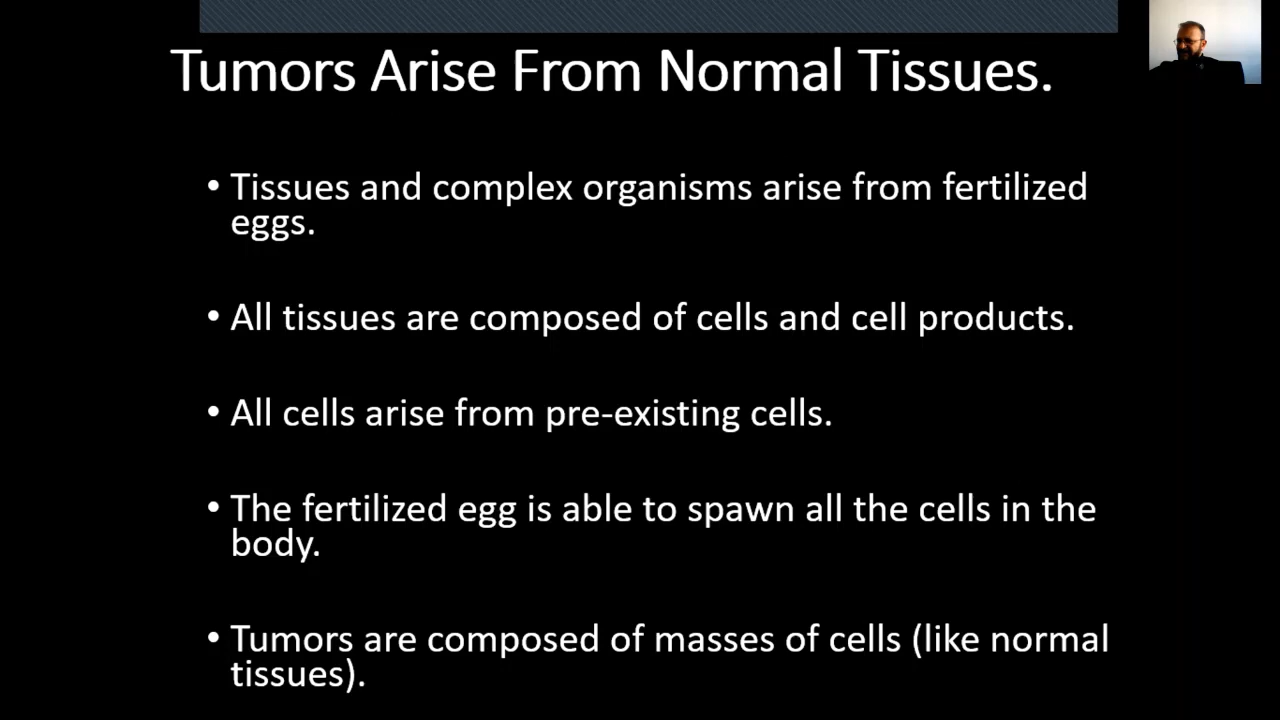 Tumors Arise From Normal Tissues.
• Tissues and complex organisms arise from fertilized
eggs.
• All tissues are composed of cells and cell products.
• All cells arise from pre-existing cells.
• The fertilized egg is able to spawn all the cells in the
body.
• Tumors are composed of masses of cells (like normal
tissues).